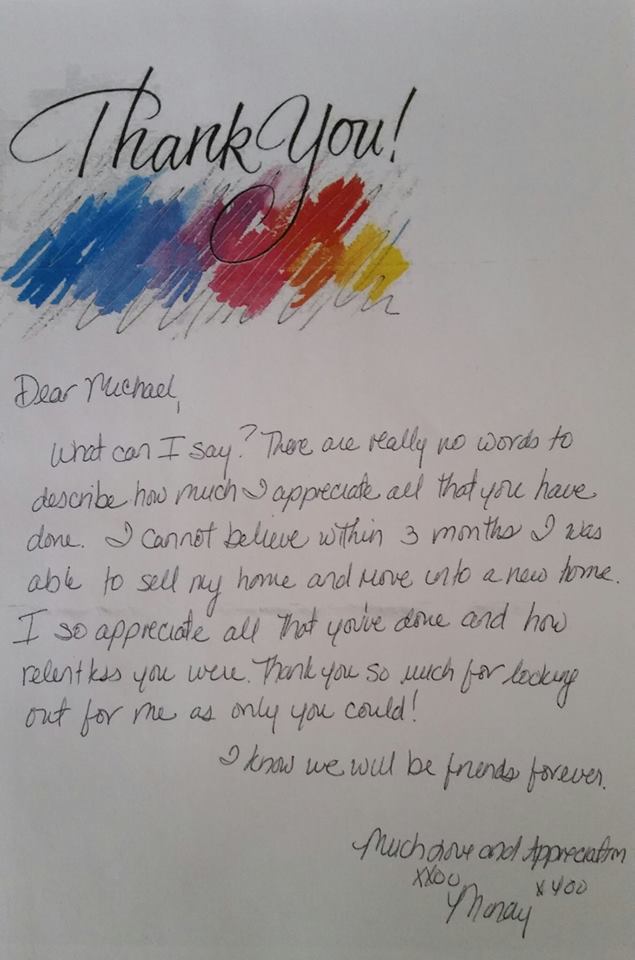 Thank You!
Dear Michael,
What can I say? There are really no words to
describe how much I appreciate all that you have
done. I cannot believe within 3 months I was
able to sell my home and move into a new home.
I so appreciate all that you've done and how
relentless you were. Thank you so much for looking
out for me as only you could!
I know we will be friends forever.
Much love and Appreciation
xxoo xxoo